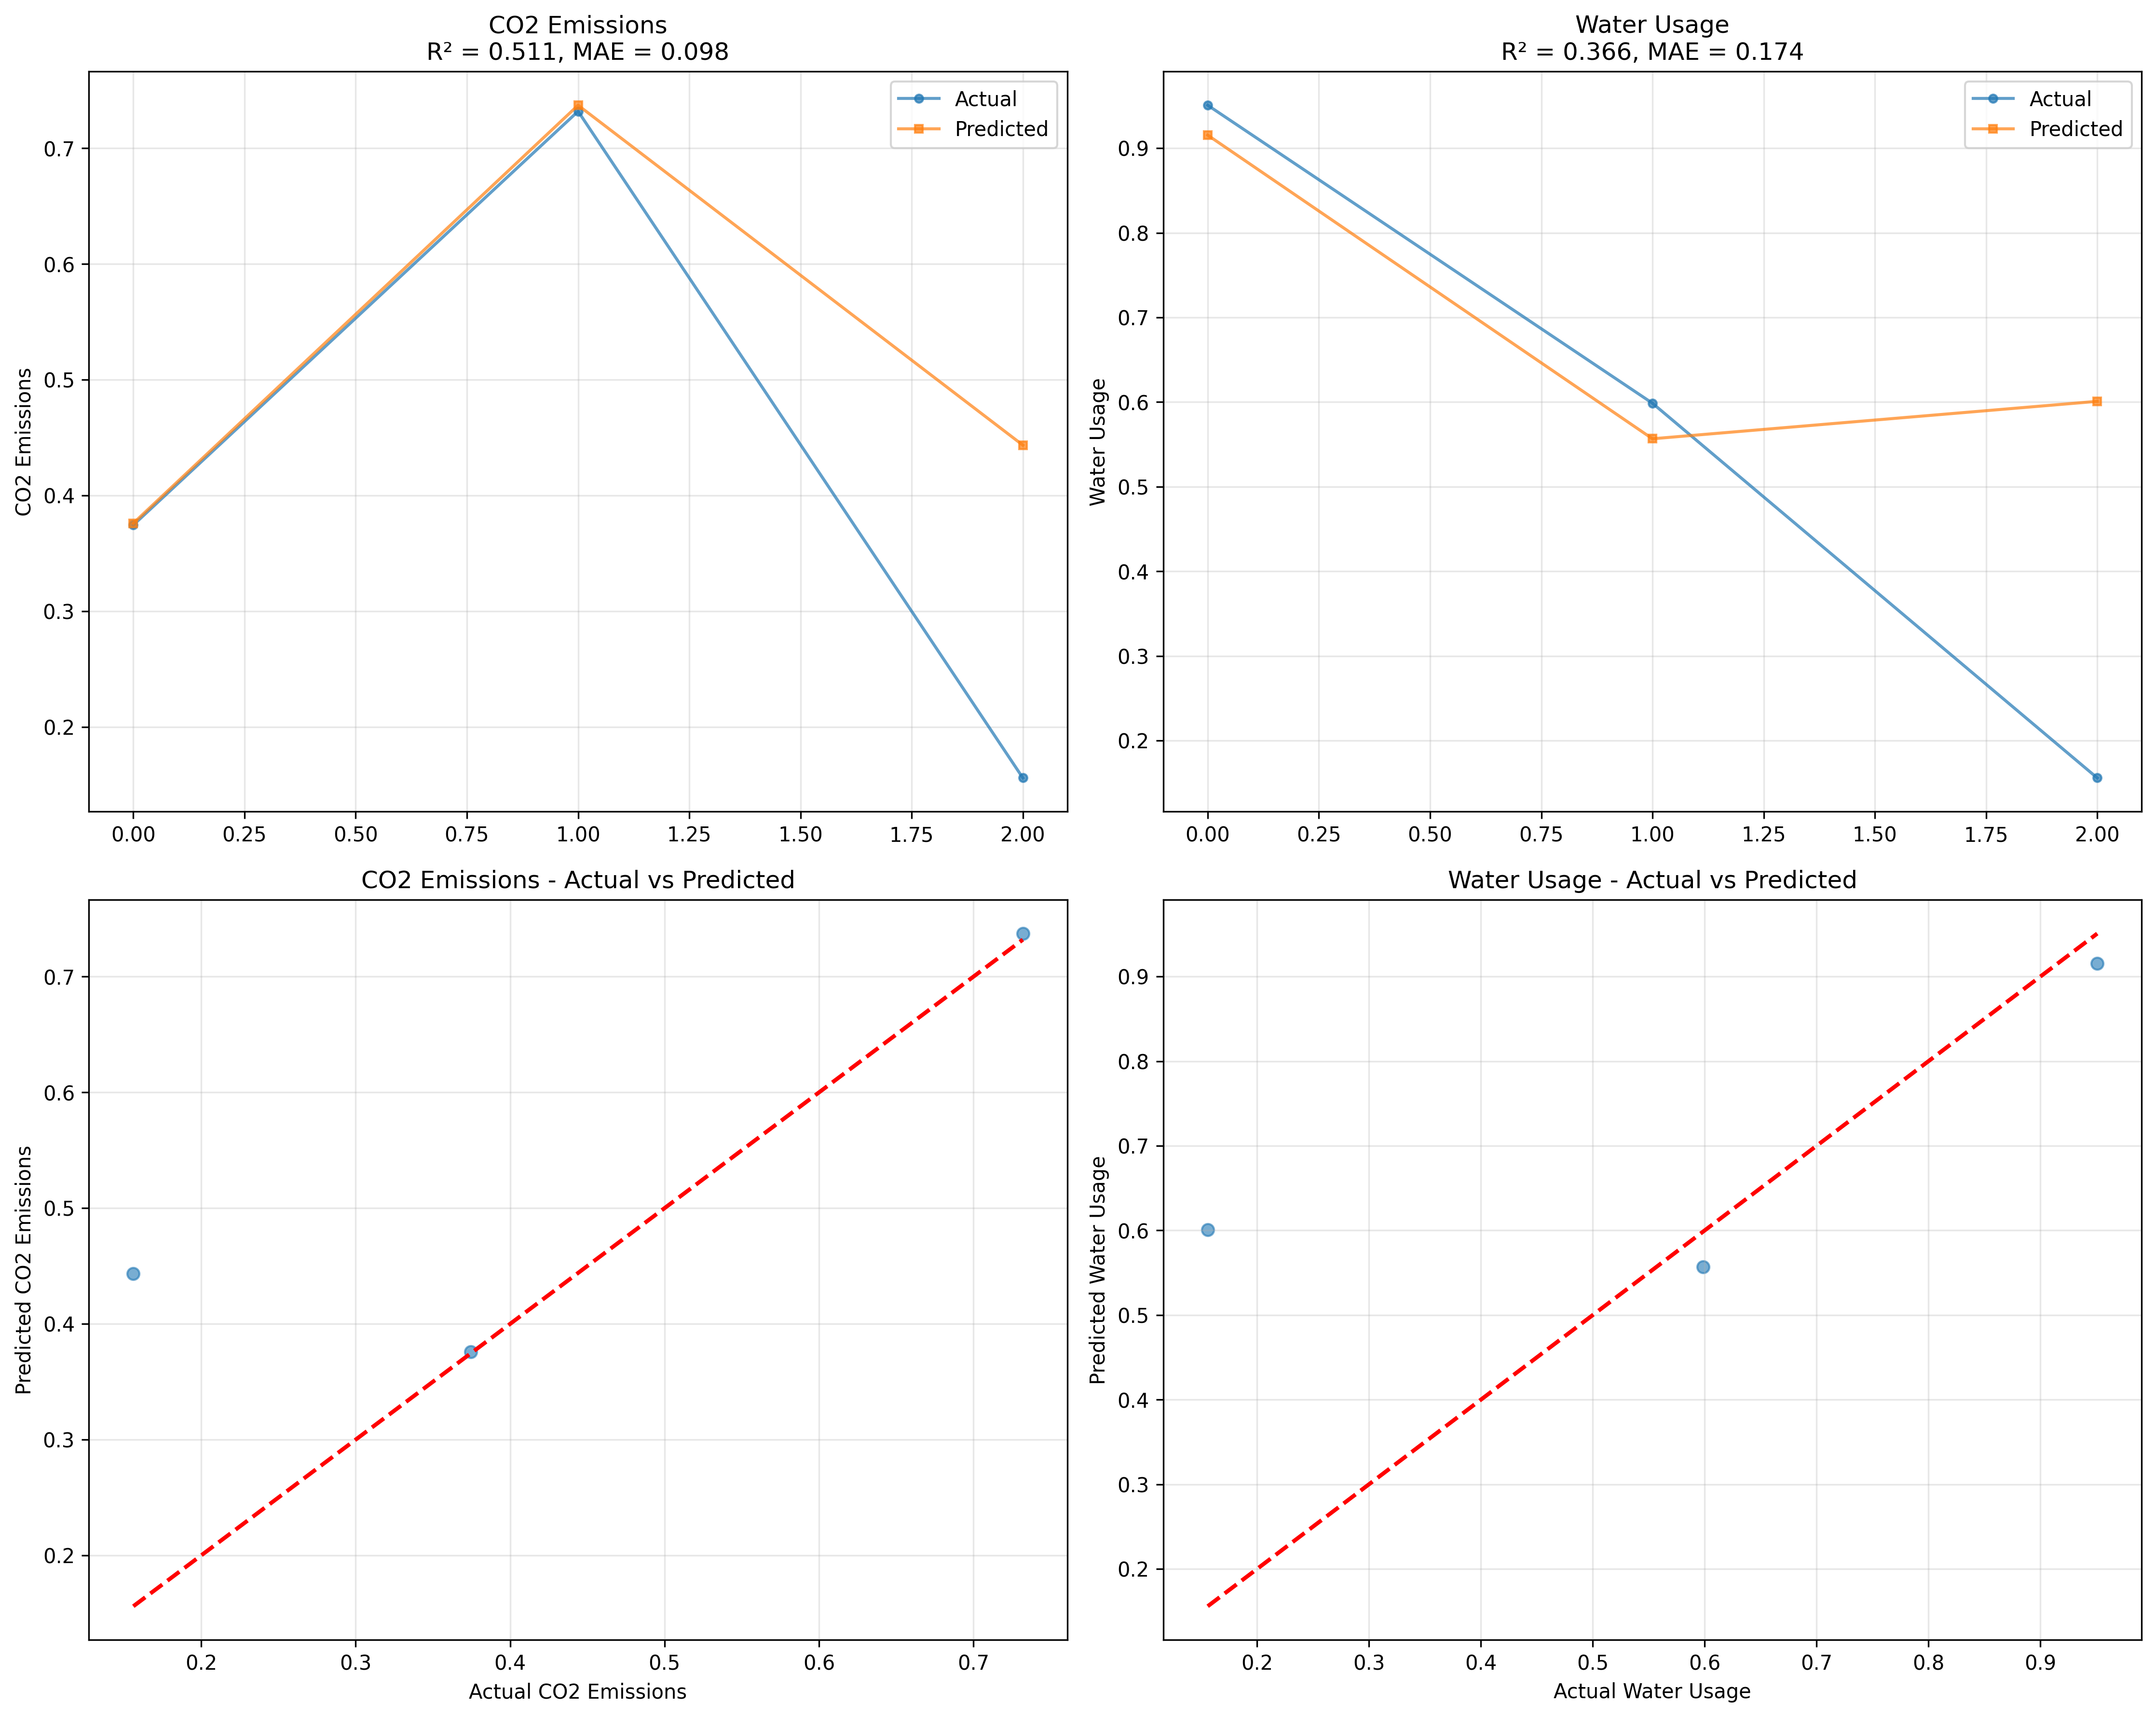 CO2 Emissions
R² = 0.511, MAE = 0.098
Actual
Predicted
CO2 Emissions
0.7
0.6
0.5
0.4
0.3
0.2
0.00 0.25 0.50 0.75 1.00 1.25 1.50 1.75 2.00
Water Usage
R² = 0.366, MAE = 0.174
Actual
Predicted
Water Usage
0.9
0.8
0.7
0.6
0.5
0.4
0.3
0.2
0.00 0.25 0.50 0.75 1.00 1.25 1.50 1.75 2.00
CO2 Emissions - Actual vs Predicted
Predicted CO2 Emissions
0.7
0.6
0.5
0.4
0.3
0.2
0.2 0.3 0.4 0.5 0.6 0.7
Actual CO2 Emissions
Water Usage - Actual vs Predicted
Predicted Water Usage
0.9
0.8
0.7
0.6
0.5
0.4
0.3
0.2
0.2 0.3 0.4 0.5 0.6 0.7 0.8 0.9
Actual Water Usage